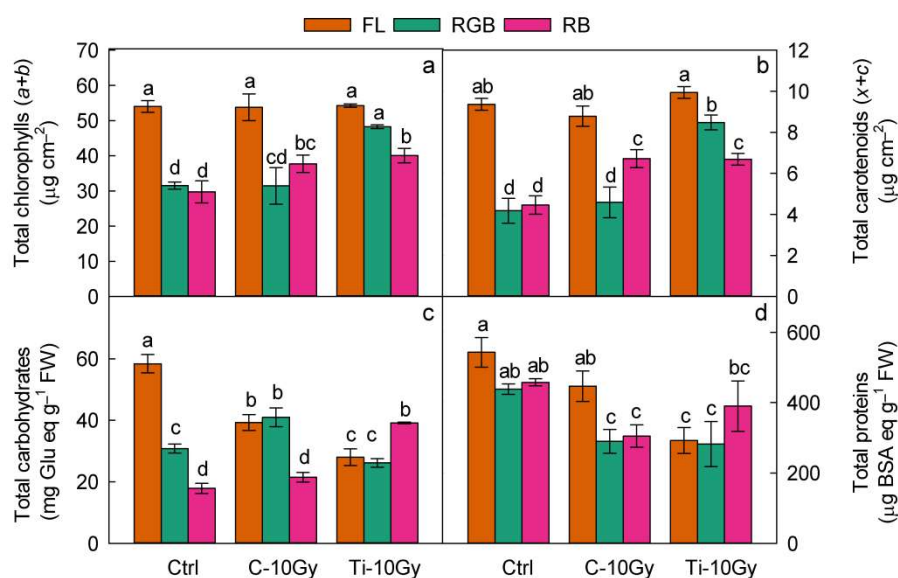 FL RGB RB
70 a b 12
60 10
50 8
40 6
30 4
20 2
10 0
0
Total chlorophylls (a+b)
(µg cm⁻²)
a d d a cd bc a a b
Total carotenoids (x+c)
(µg cm⁻²)
ab d d ab d c a b c
c d
60 600
40 400
20 200
0 0
Total carbohydrates
(mg Glu eq g⁻¹ FW)
a c d b b d c c b
Total proteins
(µg BSA eq g⁻¹ FW)
a ab ab ab c c c c bc
Ctrl C-10Gy Ti-10Gy Ctrl C-10Gy Ti-10Gy